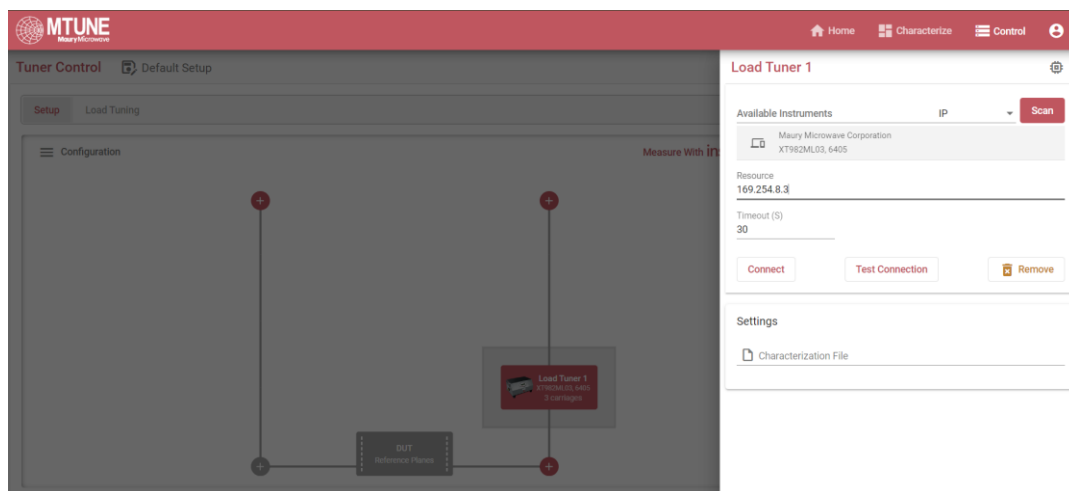 MTUNE
Maury Microwave
Home
Characterize
Control
Tuner Control
Default Setup
Setup
Load Tuning
Configuration
Measure With in
Load Tuner 1
XT982ML03, 6405
3 carriages
DUT
Reference Planes
Load Tuner 1
Available Instruments
IP
Scan
Maury Microwave Corporation
XT982ML03, 6405
Resource
169.254.8.3
Timeout (S)
30
Connect
Test Connection
Remove
Settings
Characterization File